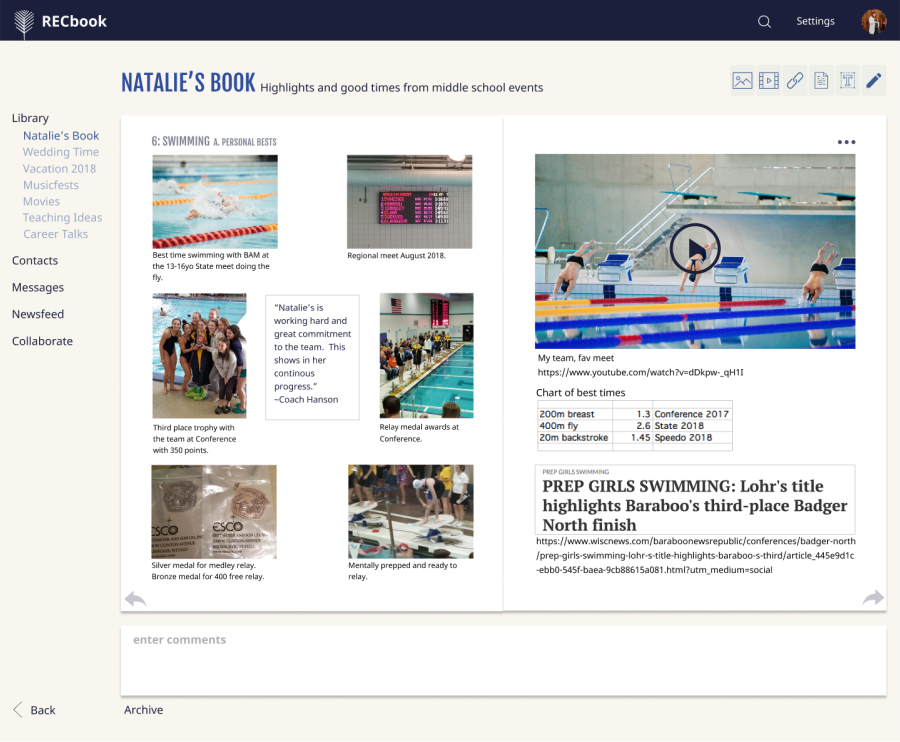 RECbook
Settings
NATALIE’S BOOK Highlights and good times from middle school events
Library
Natalie’s Book
Wedding Time
Vacation 2018
Musicfests
Movies
Teaching Ideas
Career Talks
Contacts
Messages
Newsfeed
Collaborate
6: SWIMMING A. PERSONAL BESTS
Best time swimming with BAM at
the 13-16yo State meet doing the
fly.
Regional meet August 2018.
"Natalie's is
working hard and
great commitment
to the team. This
shows in her
continous
progress.”
~Coach Hanson
Third place trophy with
the team at Conference
with 350 points.
Relay medal awards at
Conference.
ESCO
ESCO
Silver medal for medley relay.
Bronze medal for 400 free relay.
Mentally prepped and ready to
relay.
My team, fav meet
https://www.youtube.com/watch?v=dDkpw-_qH1I
Chart of best times
200m breast 1.3 Conference 2017
400m fly 2.6 State 2018
20m backstroke 1.45 Speedo 2018
PREP GIRLS SWIMMING
PREP GIRLS SWIMMING: Lohr's title
highlights Baraboo's third-place Badger
North finish
https://www.wiscnews.com/baraboonewsrepublic/conferences/badger-north
/prep-girls-swimming-lohr-s-title-highlights-baraboo-s-third/article_445e9d1c
-ebb0-545f-baea-9cb88615a081.html?utm_medium=social
enter comments
Back
Archive